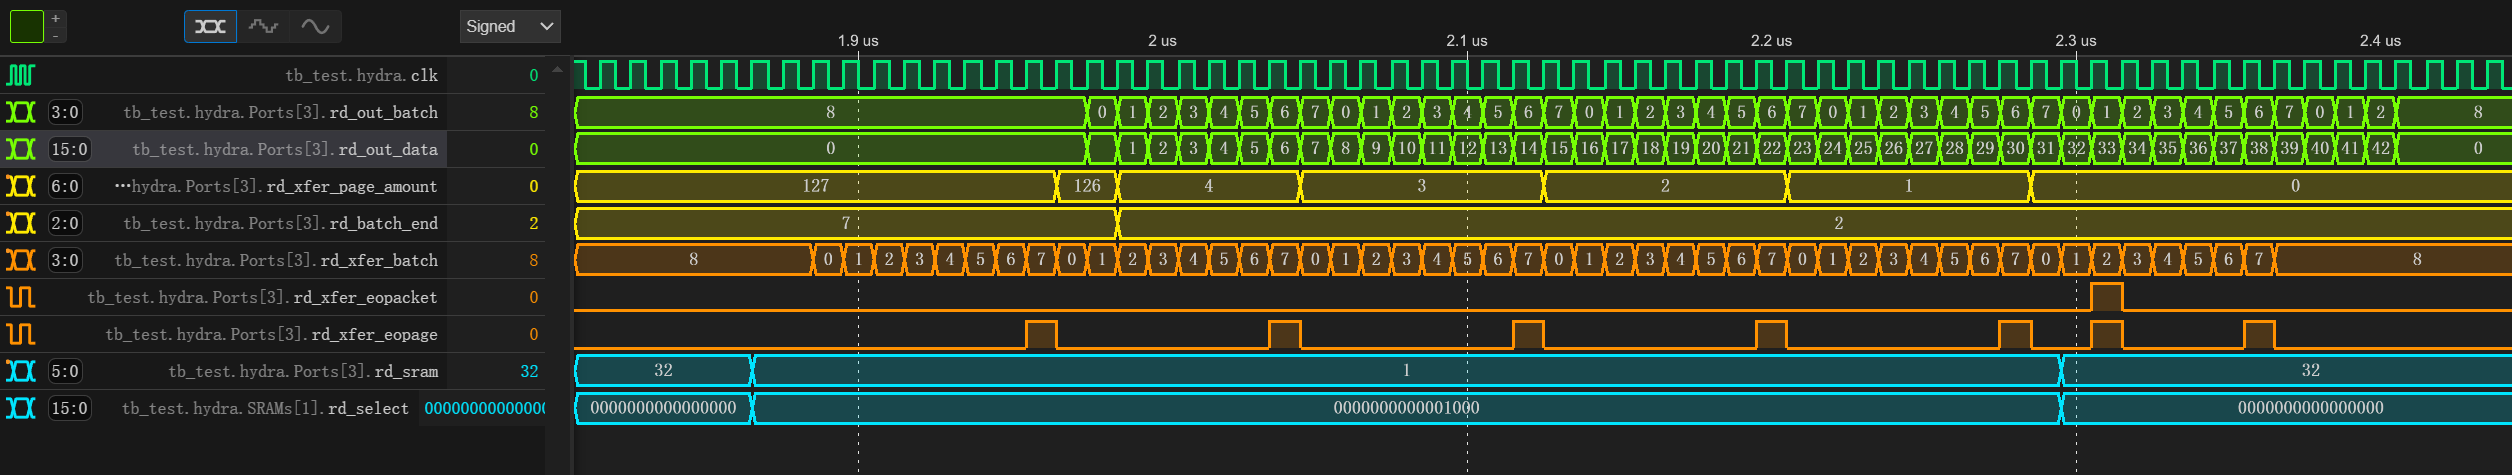 +
-
Signed
1.9 us 2 us 2.1 us 2.2 us 2.3 us 2.4 us
tb_test.hydra.clk 0
3:0 tb_test.hydra.Ports[3].rd_out_batch 8 8 0 1 2 3 4 5 6 7 0 1 2 3 4 5 6 7 0 1 2 3 4 5 6 7 0 1 2 3 4 5 6 7 0 1 2 3 4 5 6 7 0 1 2 8
15:0 tb_test.hydra.Ports[3].rd_out_data 0 0 1 2 3 4 5 6 7 8 9 10 11 12 13 14 15 16 17 18 19 20 21 22 23 24 25 26 27 28 29 30 31 32 33 34 35 36 37 38 39 40 41 42 0
6:0 …hydra.Ports[3].rd_xfer_page_amount 0 127 126 4 3 2 1 0
2:0 tb_test.hydra.Ports[3].rd_batch_end 2 7 2
3:0 tb_test.hydra.Ports[3].rd_xfer_batch 8 8 0 1 2 3 4 5 6 7 0 1 2 3 4 5 6 7 0 1 2 3 4 5 6 7 0 1 2 3 4 5 6 7 0 1 2 3 4 5 6 7 0 1 2 3 4 5 6 7 8
tb_test.hydra.Ports[3].rd_xfer_eopacket 0
tb_test.hydra.Ports[3].rd_xfer_eopage 0
5:0 tb_test.hydra.Ports[3].rd_sram 32 32 1 32
15:0 tb_test.hydra.SRAMs[1].rd_select 00000000000000 0000000000000000 0000000000001000 0000000000000000